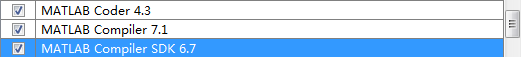 MATLAB Coder 4.3
MATLAB Compiler 7.1
MATLAB Compiler SDK 6.7